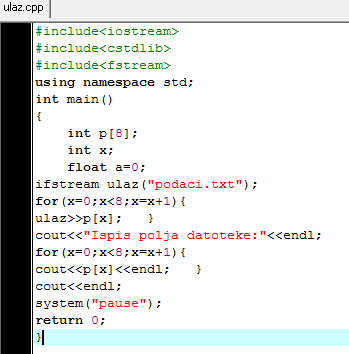 ulaz.cpp
#include<iostream>
#include<cstdlib>
#include<fstream>
using namespace std;
int main()
{
    int p[8];
    int x;
    float a=0;
ifstream ulaz("podaci.txt");
for(x=0;x<8;x=x+1){
ulaz>>p[x];   }
cout<<"Ispis polja datoteke:"<<endl;
for(x=0;x<8;x=x+1){
cout<<p[x]<<endl;   }
cout<<endl;
system("pause");
return 0;
}